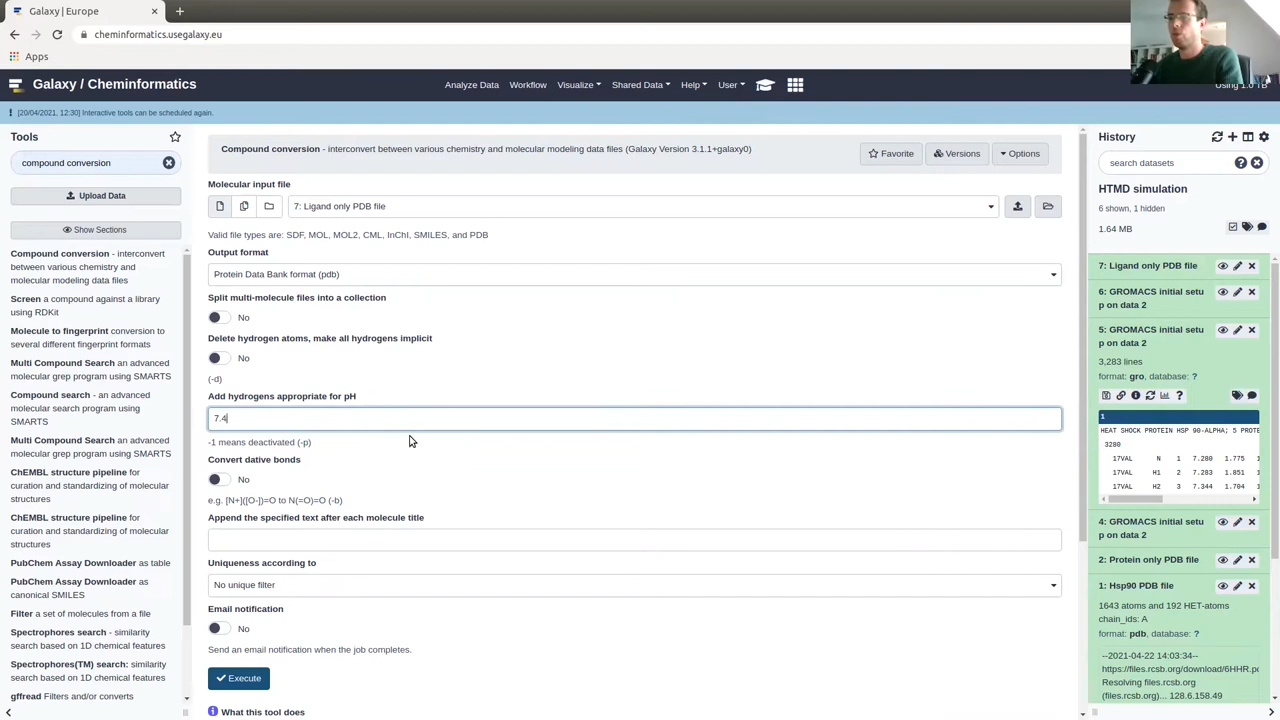 Galaxy | Europe
cheminformatics.usegalaxy.eu
Apps
Galaxy / Cheminformatics
Analyze Data Workflow Visualize Shared Data Help User
[20/04/2021, 12:30] Interactive tools can be scheduled again.
Tools
compound conversion
Upload Data
Show Sections
Compound conversion - interconvert
between various chemistry and
molecular modeling data files
Screen a compound against a library
using RDKit
Molecule to fingerprint conversion to
several different fingerprint formats
Multi Compound Search an advanced
molecular grep program using SMARTS
Compound search - an advanced
molecular search program using
SMARTS
Multi Compound Search - an advanced
molecular grep program using SMARTS
ChEMBL structure pipeline for
curation and standardizing of molecular
structures
ChEMBL structure pipeline for
curation and standardizing of molecular
structures
PubChem Assay Downloader as table
PubChem Assay Downloader as
canonical SMILES
Filter a set of molecules from a file
Spectrophores search - similarity
search based on 1D chemical features
Spectrophores(TM) search: similarity
search based on 1D chemical features
gffread Filters and/or converts
Compound conversion - interconvert between various chemistry and molecular modeling data files (Galaxy Version 3.1.1+galaxy0)
Favorite Versions Options
Molecular input file
7: Ligand only PDB file
Valid file types are: SDF, MOL, MOL2, CML, InChI, SMILES, and PDB
Output format
Protein Data Bank format (pdb)
Split multi-molecule files into a collection
No
Delete hydrogen atoms, make all hydrogens implicit
No
(-d)
Add hydrogens appropriate for pH
7.4
-1 means deactivated (-p)
Convert dative bonds
No
e.g. [N+]([O-])=O to N(=O)=O (-b)
Append the specified text after each molecule title
Uniqueness according to
No unique filter
Email notification
No
Send an email notification when the job completes.
Execute
What this tool does
History
search datasets
HTMD simulation
6 shown, 1 hidden
1.64 MB
7: Ligand only PDB file
6: GROMACS initial setu
p on data 2
5: GROMACS initial setu
p on data 2
3,283 lines
format: gro, database: ?
1
HEAT SHOCK PROTEIN HSP 90-ALPHA; 5 PROTE
3280
17VAL N 1 7.280 1.775
17VAL H1 2 7.283 1.851
17VAL H2 3 7.344 1.704
4: GROMACS initial setu
p on data 2
2: Protein only PDB file
1: Hsp90 PDB file
1643 atoms and 192 HET-atoms
chain_ids: A
format: pdb, database: ?
--2021-04-22 14:03:34--
https://files.rcsb.org/download/6HHR.p
Resolving files.rcsb.org
(files.rcsb.org)... 128.6.158.49